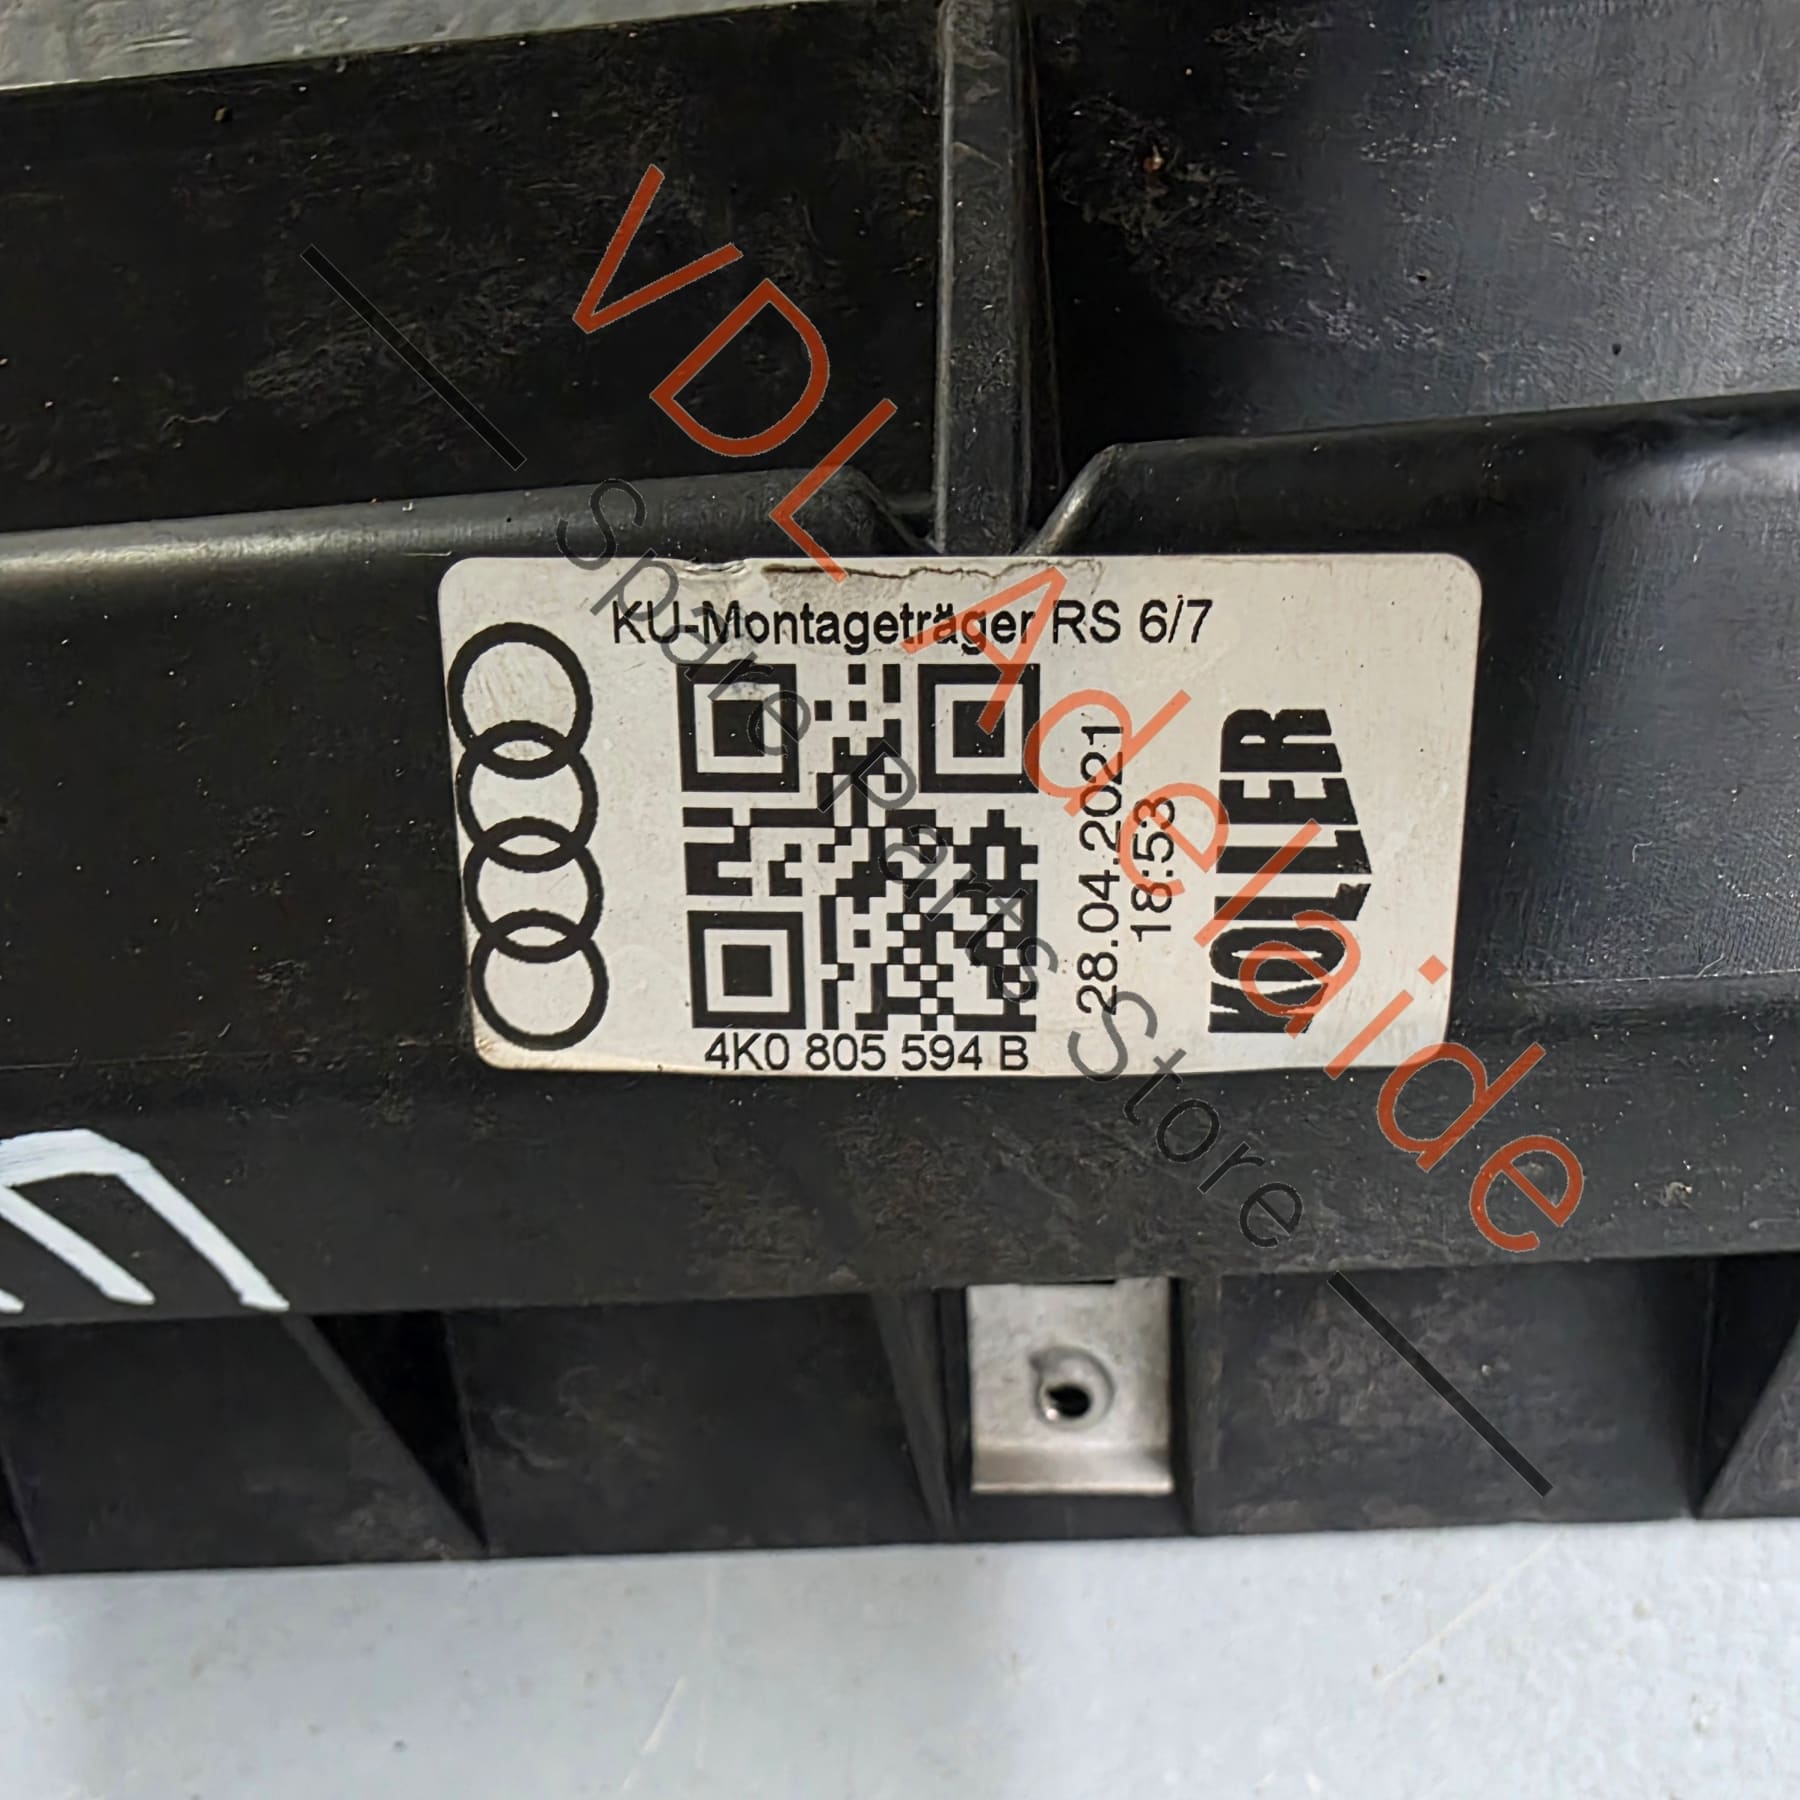 KU-Montageträger RS 6/7
4K0 805 594 B
28.04.2021
18:53
KOLLER
VDL Adelaide
Spare Parts Store